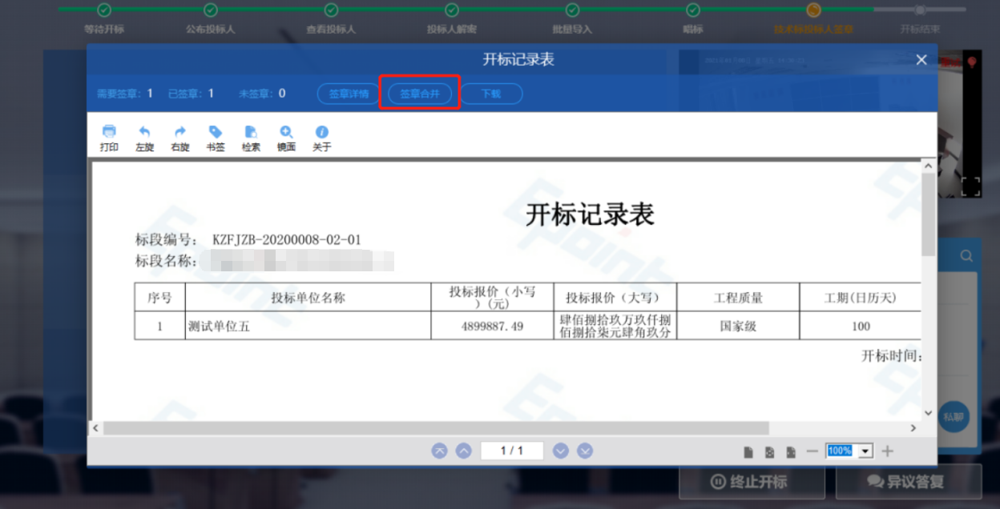 等待开标 公布投标人 查看投标人 投标人解密 批量导入 唱标 技术标投标人签章 开标结束
开标记录表
需要签章：1 已签章：1 未签章：0 签章详情 签章合并 下载
打印 左旋 右旋 书签 检索 镜面 关于
开标记录表
标段编号： KZFJZB-20200008-02-01
标段名称：
序号 投标单位名称 投标报价（小写）（元） 投标报价（大写） 工程质量 工期(日历天)
1 测试单位五 4899887.49 肆佰捌拾玖万玖仟捌佰捌拾柒元肆角玖分 国家级 100
开标时间：
Epoint
私聊
1 / 1
100%
终止开标 异议答复